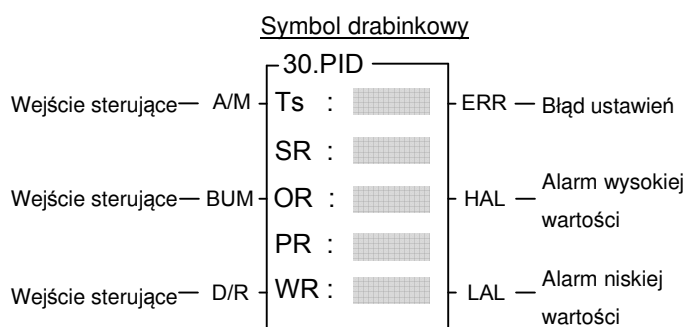 Symbol drabinkowy
30.PID
Wejście sterujące A/M Ts : ERR Błąd ustawień
SR :
Wejście sterujące BUM OR : HAL Alarm wysokiej
wartości
PR :
Wejście sterujące D/R WR : LAL Alarm niskiej
wartości